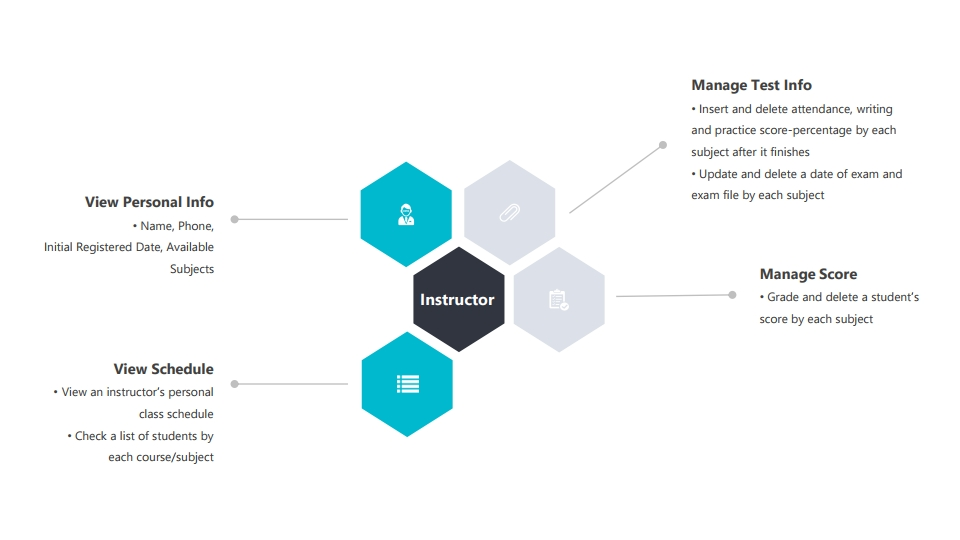 Manage Test Info
• Insert and delete attendance, writing
and practice score-percentage by each
subject after it finishes
• Update and delete a date of exam and
exam file by each subject
View Personal Info
• Name, Phone,
Initial Registered Date, Available
Subjects
Instructor
Manage Score
• Grade and delete a student’s
score by each subject
View Schedule
• View an instructor’s personal
class schedule
• Check a list of students by
each course/subject